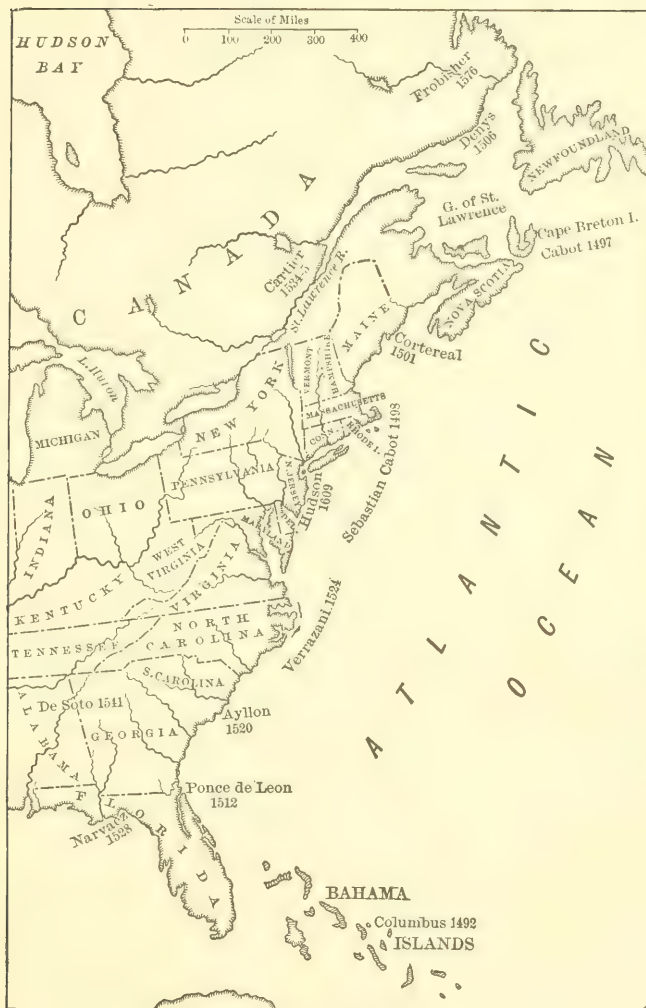 Scale of Miles
0 100 200 300 400
HUDSON
BAY
Frobisher
1576
Denys
1506
NEWFOUNDLAND
G. of St.
Lawrence
Cape Breton I.
Cabot 1497
CANADA
Cartier
1534-5
St. Lawrence R.
NOVA SCOTIA
MAINE
Cortereal
1501
L. Huron
VERMONT
N. HAMPSHIRE
MICHIGAN
NEW YORK
MASSACHUSETTS
CONN.
RHODE I.
Sebastian Cabot 1498
PENNSYLVANIA
N. JERSEY
Hudson
1609
INDIANA
OHIO
MARYLAND
DEL.
WEST
VIRGINIA
VIRGINIA
KENTUCKY
ATLANTIC
OCEAN
TENNESSEE
NORTH
CAROLINA
Verrazani 1524
S. CAROLINA
De Soto 1541
Ayllon
1520
ALABAMA
GEORGIA
Ponce de Leon
1512
FLORIDA
Narvaez
1528
BAHAMA
Columbus 1492
ISLANDS